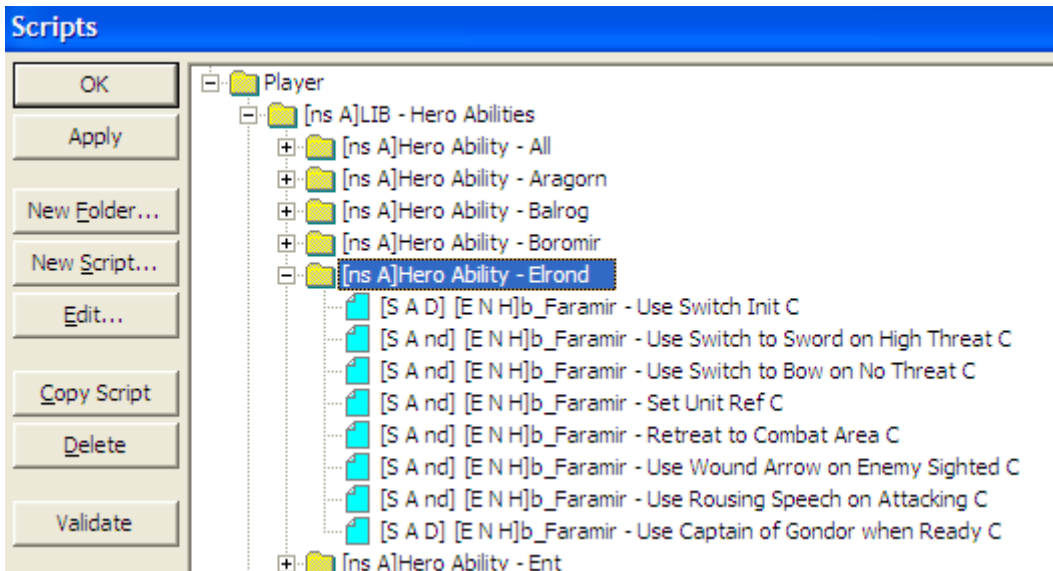 Scripts
OK
Apply
New Folder...
New Script...
Edit...
Copy Script
Delete
Validate
Player
[ns A]LIB - Hero Abilities
[ns A]Hero Ability - All
[ns A]Hero Ability - Aragorn
[ns A]Hero Ability - Balrog
[ns A]Hero Ability - Boromir
[ns A]Hero Ability - Elrond
[S A D] [E N H]b_Faramir - Use Switch Init C
[S A nd] [E N H]b_Faramir - Use Switch to Sword on High Threat C
[S A nd] [E N H]b_Faramir - Use Switch to Bow on No Threat C
[S A nd] [E N H]b_Faramir - Set Unit Ref C
[S A nd] [E N H]b_Faramir - Retreat to Combat Area C
[S A nd] [E N H]b_Faramir - Use Wound Arrow on Enemy Sighted C
[S A nd] [E N H]b_Faramir - Use Rousing Speech on Attacking C
[S A D] [E N H]b_Faramir - Use Captain of Gondor when Ready C
[ns A]Hero Ability - Ent